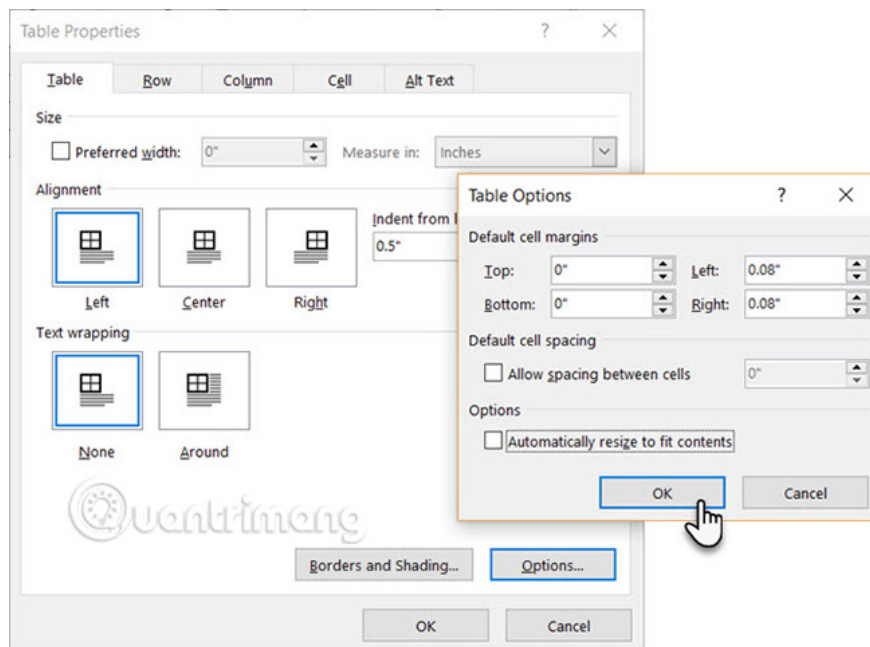 Table Properties
?
Table Row Column Cell Alt Text
Size
Preferred width: 0" Measure in: Inches
Alignment
Left Center Right
Indent from l
0.5"
Text wrapping
None Around
Quantrimang
Borders and Shading... Options...
OK Cancel
Table Options
?
Default cell margins
Top: 0" Left: 0.08"
Bottom: 0" Right: 0.08"
Default cell spacing
Allow spacing between cells 0"
Options
Automatically resize to fit contents
OK Cancel